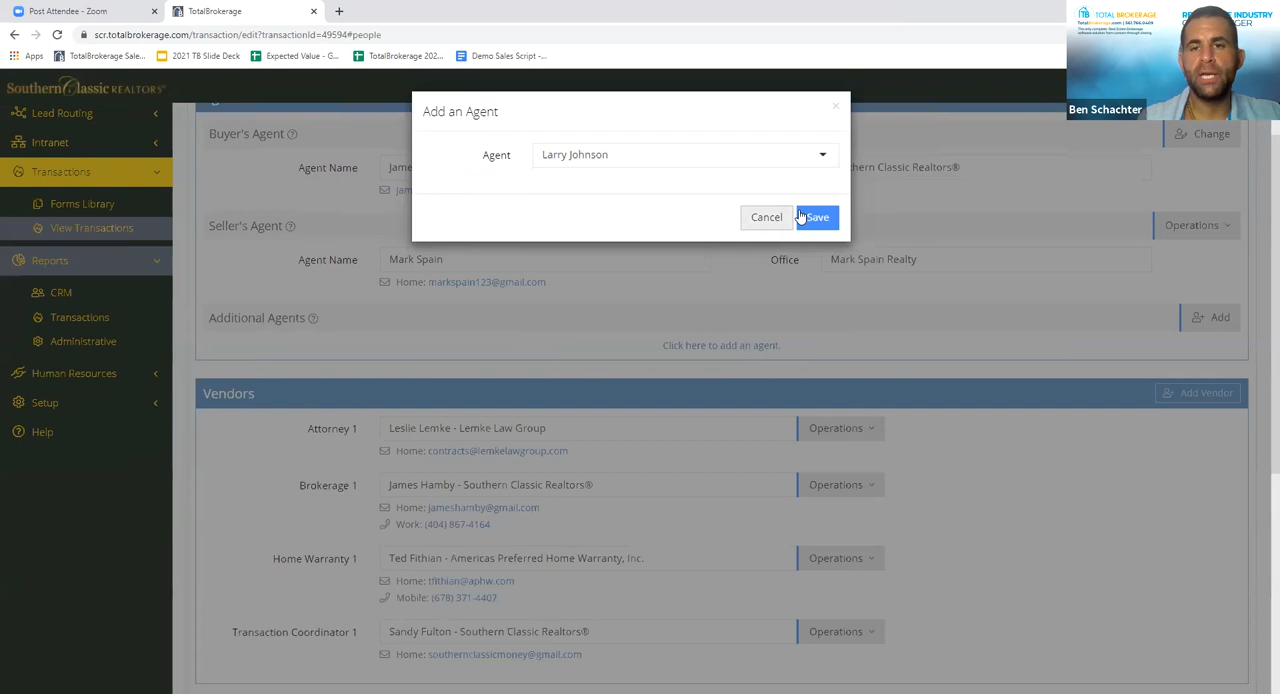 Post Attendee - Zoom
TotalBrokerage
scr.totalbrokerage.com/transaction/edit?transactionId=49594#people
Apps
TotalBrokerage Sale...
2021 TB Slide Deck
Expected Value - G...
TotalBrokerage 202...
Demo Sales Script -...
TOTAL BROKERAGE
INDUSTRY
Ben Schachter
Southern Classic REALTORS®
Lead Routing
Intranet
Transactions
Forms Library
View Transactions
Reports
CRM
Transactions
Administrative
Human Resources
Setup
Help
Add an Agent
×
Agent
Larry Johnson
Cancel
Save
Buyer's Agent
Change
Agent Name
thern Classic Realtors®
Seller's Agent
Operations
Agent Name
Mark Spain
Office
Mark Spain Realty
Home: markspain123@gmail.com
Additional Agents
Add
Click here to add an agent.
Vendors
Add Vendor
Attorney 1
Leslie Lemke - Lemke Law Group
Operations
Home: contracts@lemkelawgroup.com
Brokerage 1
James Hamby - Southern Classic Realtors®
Operations
Home: jameshamby@gmail.com
Work: (404) 867-4164
Home Warranty 1
Ted Fithian - Americas Preferred Home Warranty, Inc.
Operations
Home: tfithian@aphw.com
Mobile: (678) 371-4407
Transaction Coordinator 1
Sandy Fulton - Southern Classic Realtors®
Operations
Home: southernclassicmoney@gmail.com